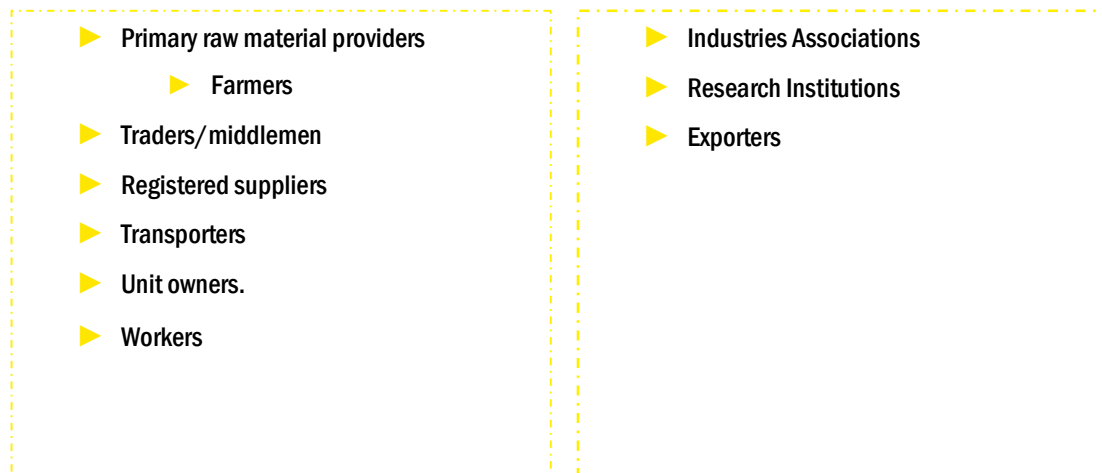 Primary raw material providers
Farmers
Traders/middlemen
Registered suppliers
Transporters
Unit owners.
Workers
Industries Associations
Research Institutions
Exporters